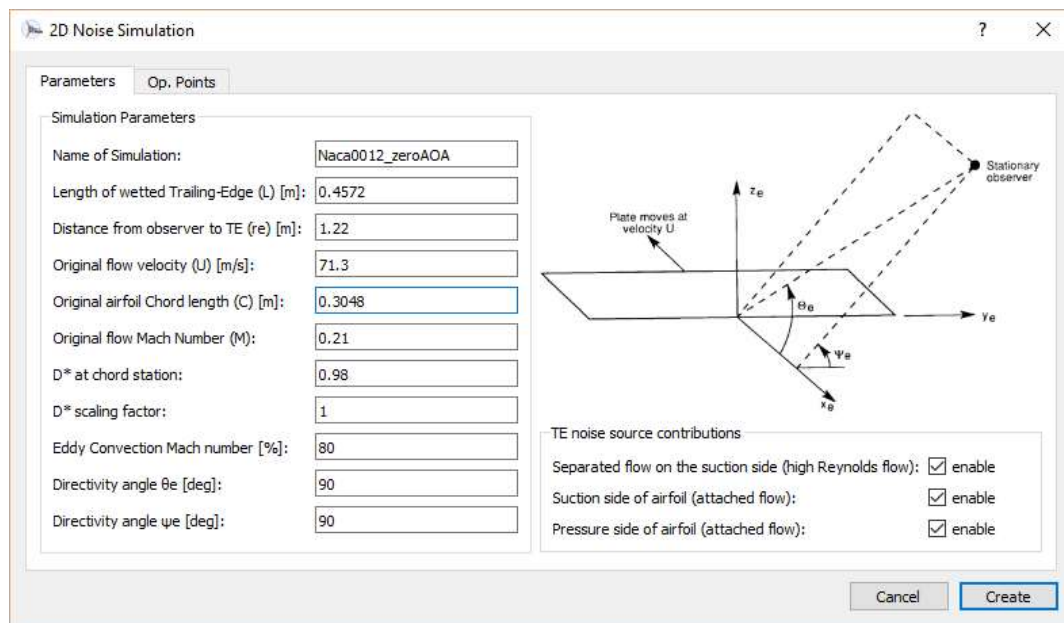 2D Noise Simulation
?
Parameters
Op. Points
Simulation Parameters
Name of Simulation: Naca0012_zeroAOA
Length of wetted Trailing-Edge (L) [m]: 0.4572
Distance from observer to TE (re) [m]: 1.22
Original flow velocity (U) [m/s]: 71.3
Original airfoil Chord length (C) [m]: 0.3048
Original flow Mach Number (M): 0.21
D* at chord station: 0.98
D* scaling factor: 1
Eddy Convection Mach number [%]: 80
Directivity angle θe [deg]: 90
Directivity angle ψe [deg]: 90
Stationary
observer
ze
Plate moves at
velocity U
Θe
ye
Ψe
xe
TE noise source contributions
Separated flow on the suction side (high Reynolds flow): enable
Suction side of airfoil (attached flow): enable
Pressure side of airfoil (attached flow): enable
Cancel
Create